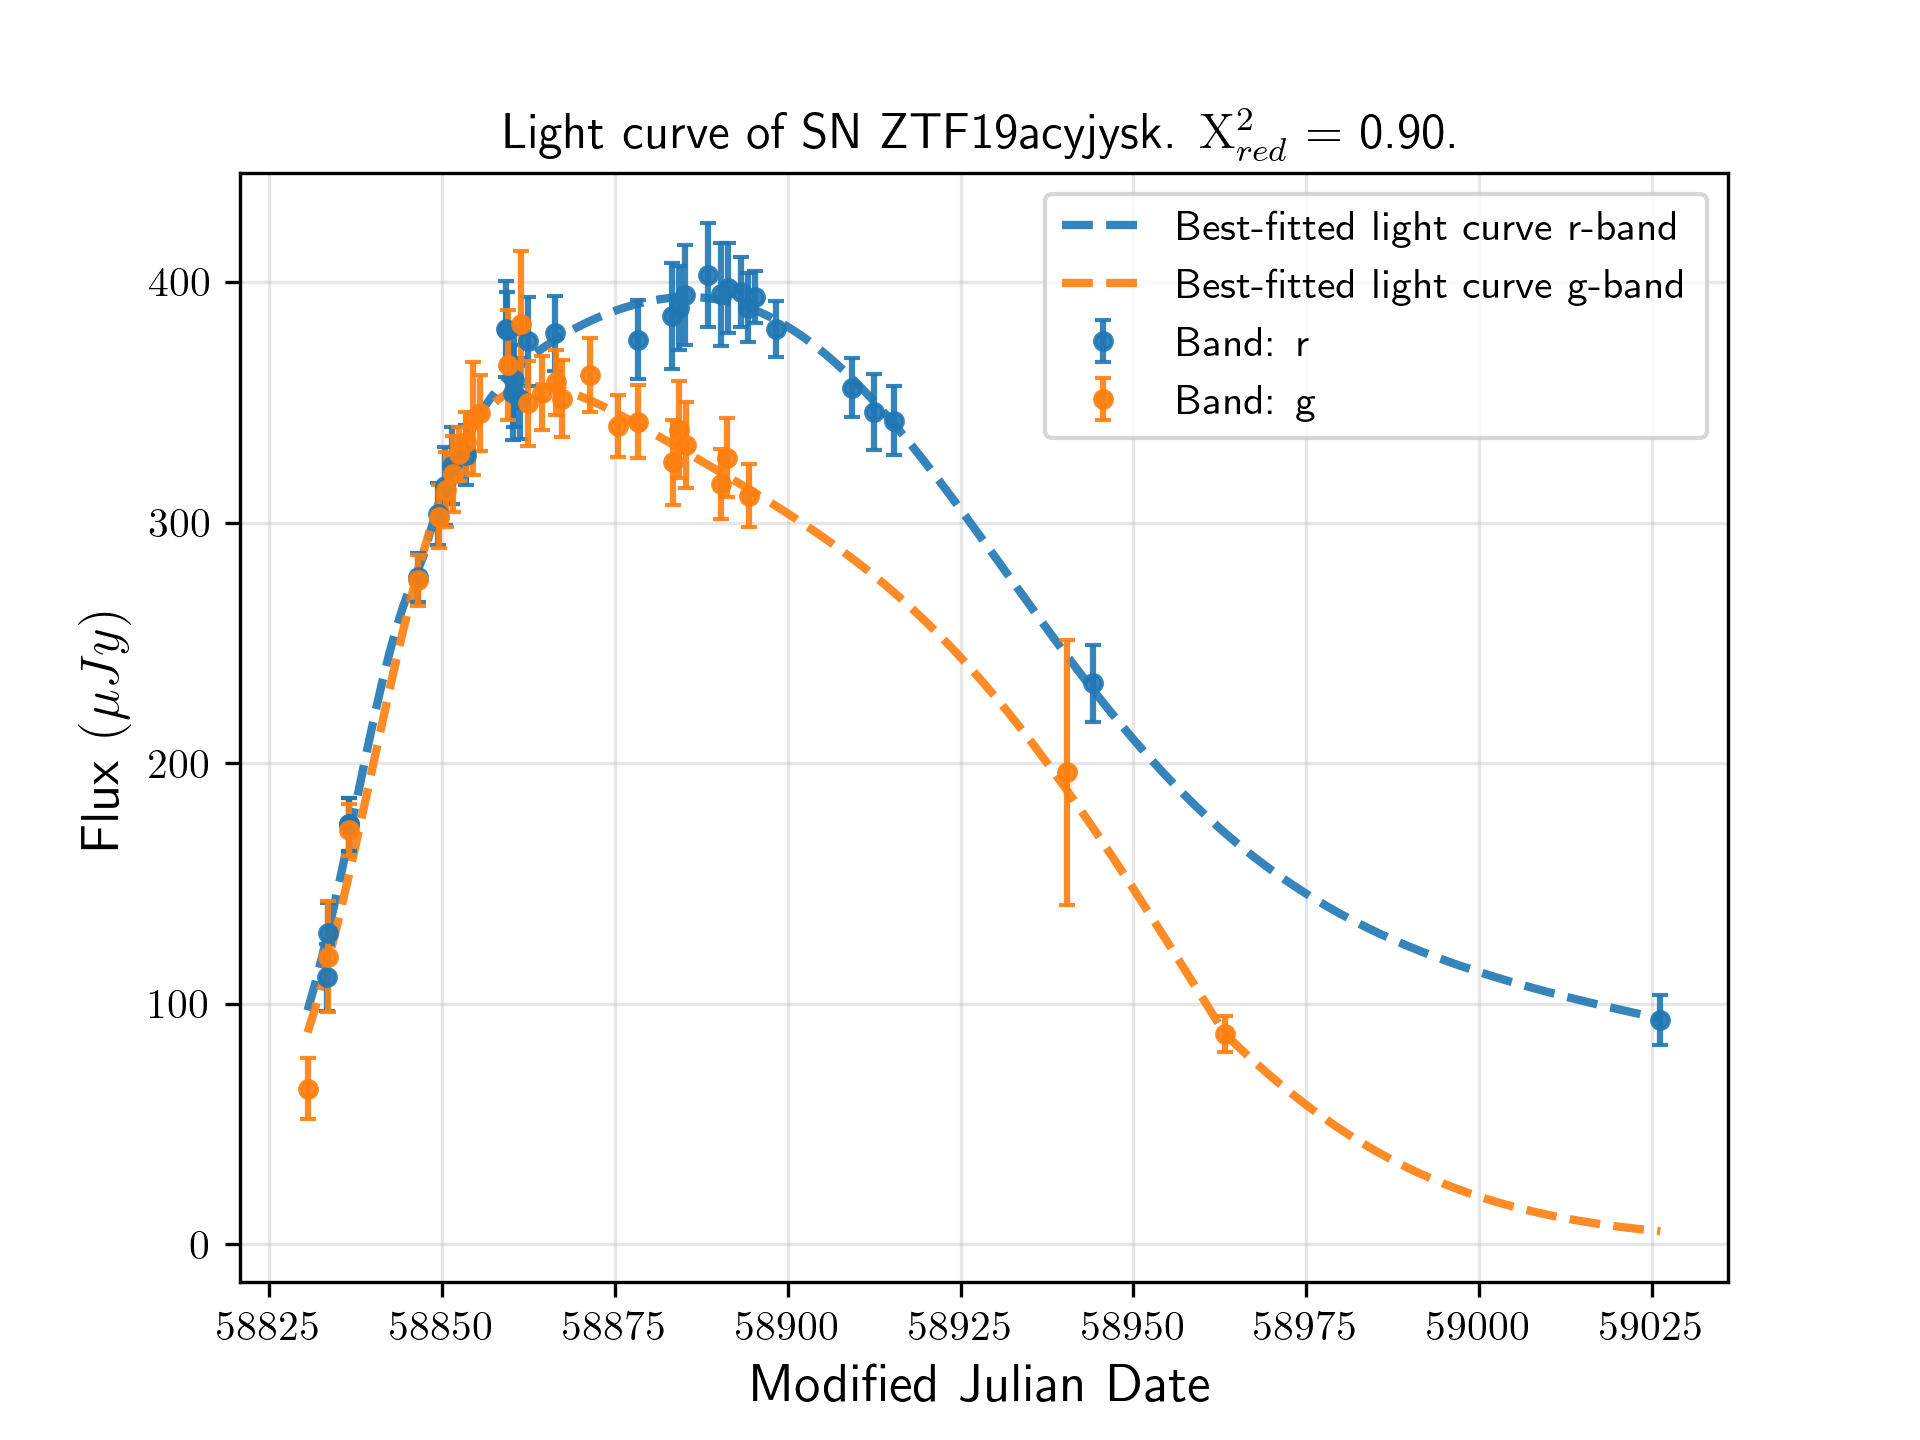 Light curve of SN ZTF19acyjysk. X²_red = 0.90.
Best-fitted light curve r-band
Best-fitted light curve g-band
Band: r
Band: g
400
300
200
100
0
Flux (μJy)
58825 58850 58875 58900 58925 58950 58975 59000 59025
Modified Julian Date